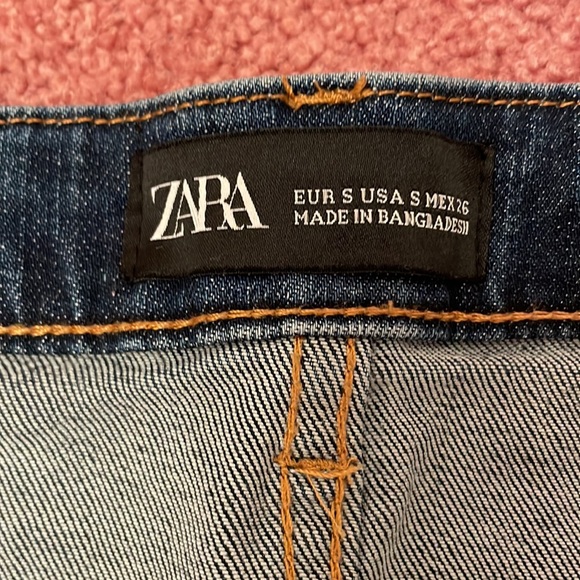 ZARA
EUR S USA S MEX 26
MADE IN BANGLADESH